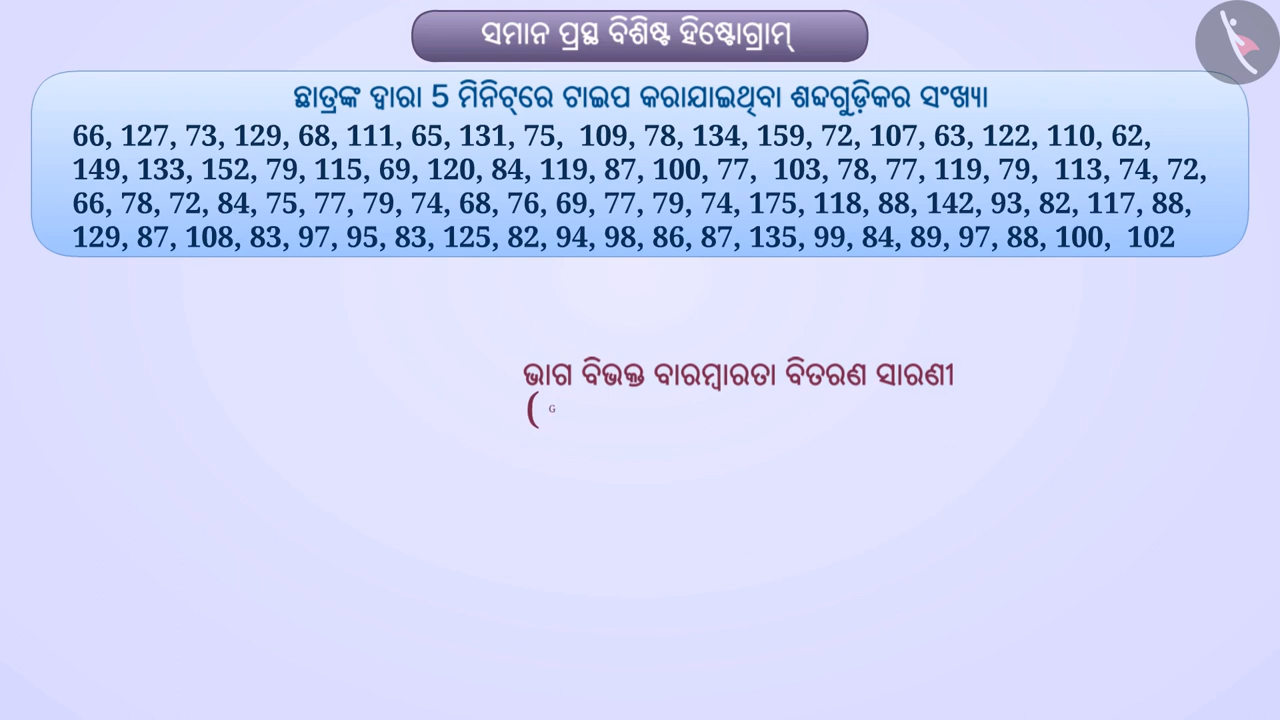 ସମାନ ପ୍ରସ୍ଥ ବିଶିଷ୍ଟ ହିଷ୍ଟୋଗ୍ରାମ୍
ଛାତ୍ରଙ୍କ ଦ୍ୱାରା 5 ମିନିଟ୍‌ରେ ଟାଇପ କରାଯାଇଥିବା ଶବ୍ଦଗୁଡ଼ିକର ସଂଖ୍ୟା
66, 127, 73, 129, 68, 111, 65, 131, 75, 109, 78, 134, 159, 72, 107, 63, 122, 110, 62,
149, 133, 152, 79, 115, 69, 120, 84, 119, 87, 100, 77, 103, 78, 77, 119, 79, 113, 74, 72,
66, 78, 72, 84, 75, 77, 79, 74, 68, 76, 69, 77, 79, 74, 175, 118, 88, 142, 93, 82, 117, 88,
129, 87, 108, 83, 97, 95, 83, 125, 82, 94, 98, 86, 87, 135, 99, 84, 89, 97, 88, 100, 102
ଭାଗ ବିଭକ୍ତ ବାରମ୍ବାରତା ବିତରଣ ସାରଣୀ
( G